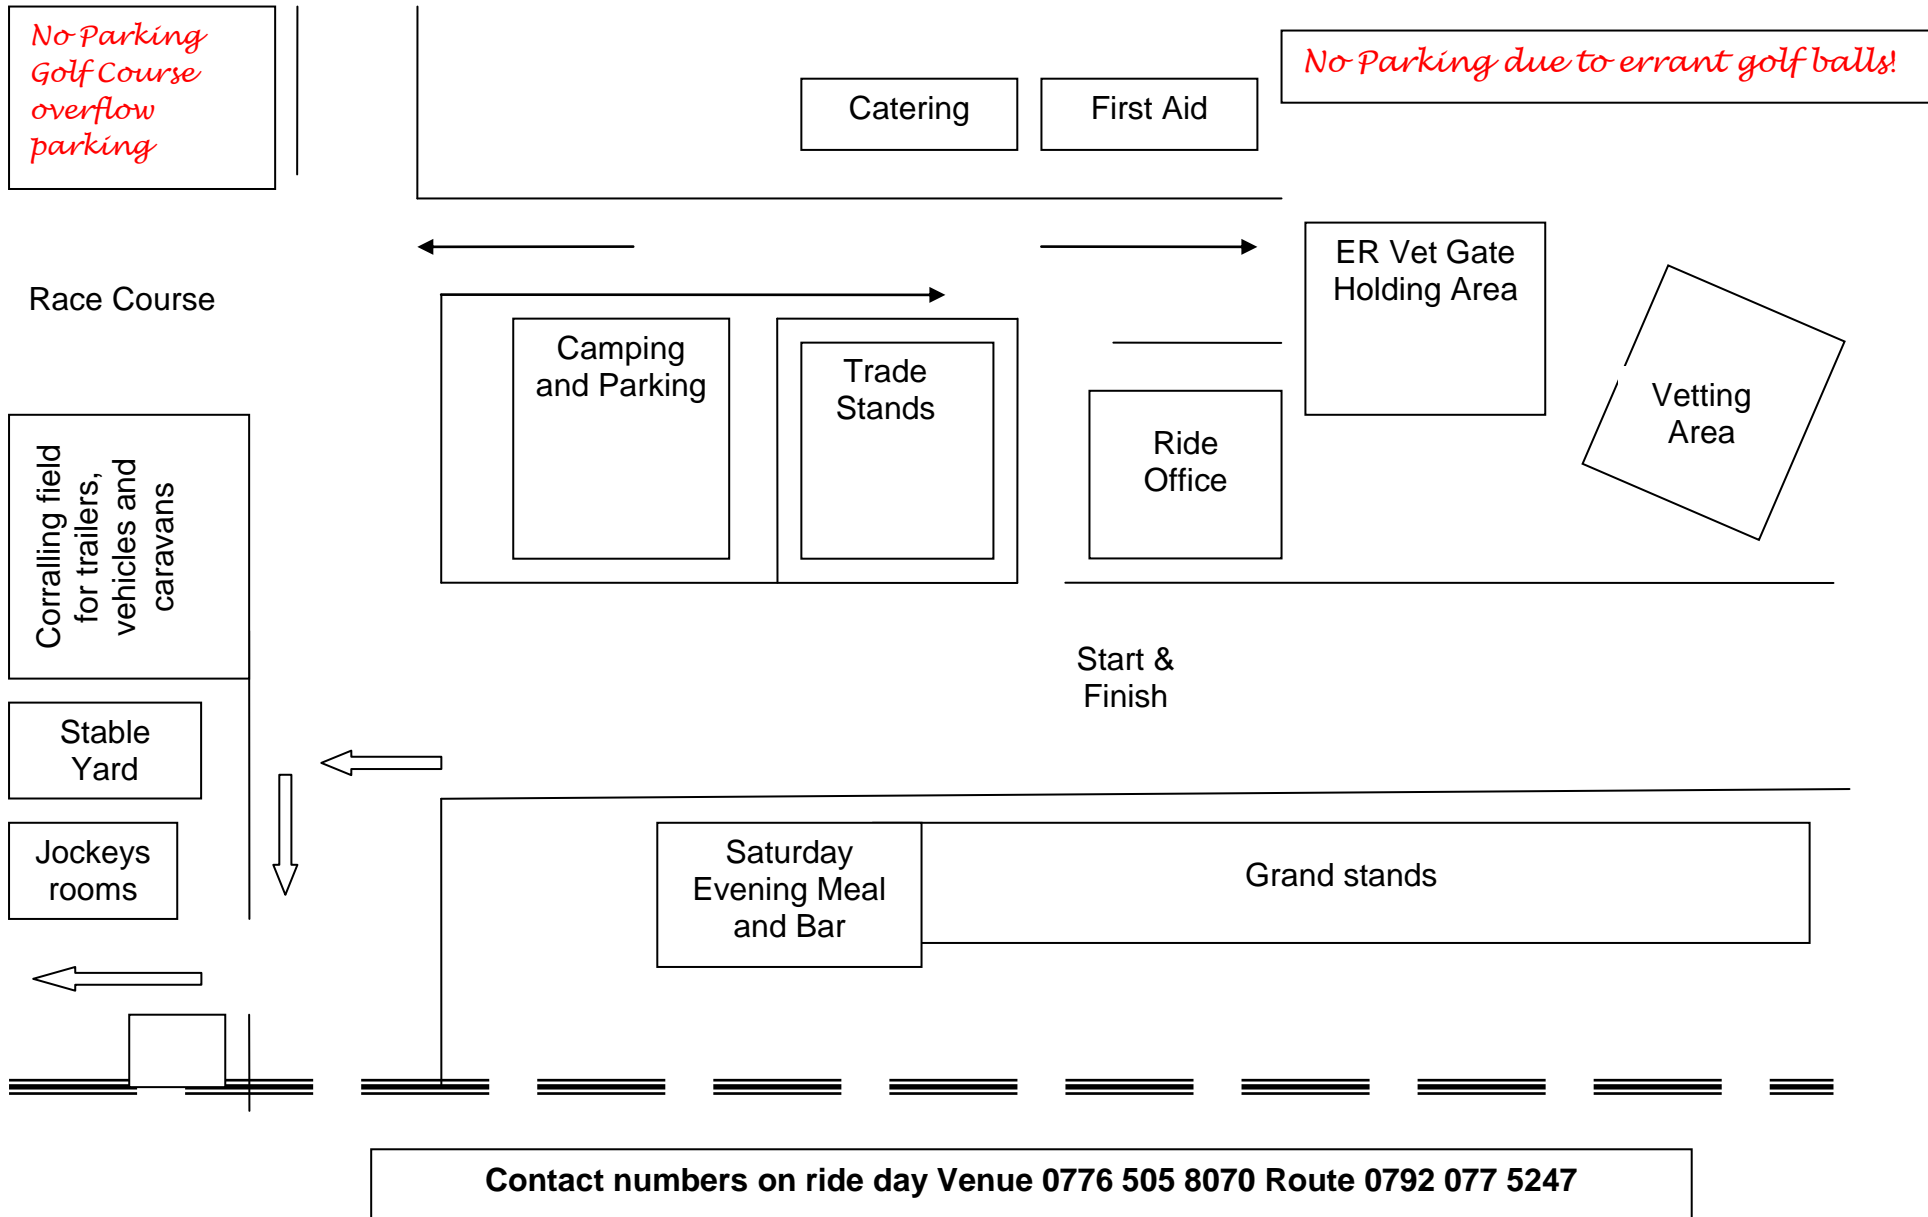 No Parking
Golf Course
overflow
parking
No Parking due to errant golf balls!
Catering
First Aid
Race Course
ER Vet Gate
Holding Area
Camping
and Parking
Trade
Stands
Vetting
Area
Ride
Office
Corralling field
for trailers,
vehicles and
caravans
Start &
Finish
Stable
Yard
Jockeys
rooms
Saturday
Evening Meal
and Bar
Grand stands
Contact numbers on ride day Venue 0776 505 8070 Route 0792 077 5247